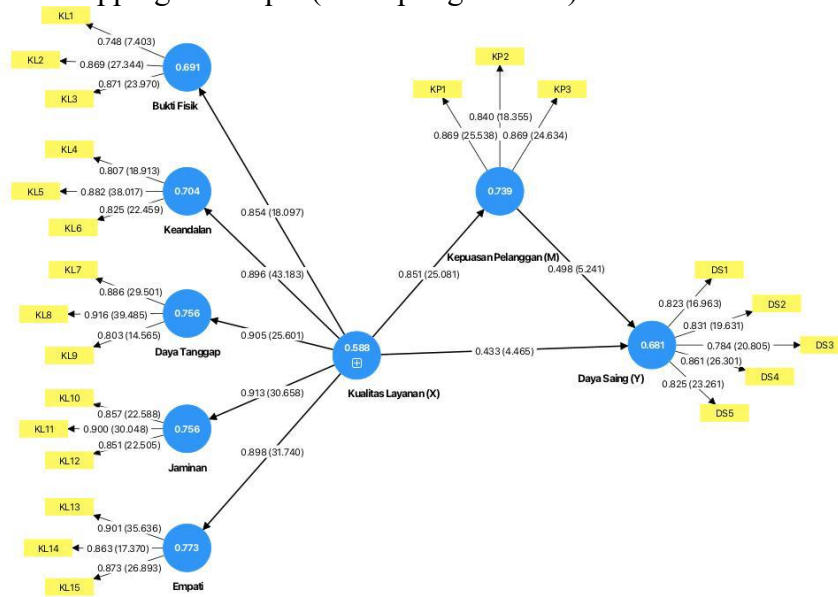 KL1
0.748 (7.403)
KL2
0.869 (27.344)
0.871 (23.970)
KL3
0.691
Bukti Fisik
KL4
0.807 (18.913)
KL5
0.882 (38.017)
0.825 (22.459)
KL6
0.704
Keandalan
KL7
0.886 (29.501)
KL8
0.916 (39.485)
0.803 (14.565)
KL9
0.756
Daya Tanggap
KL10
0.857 (22.588)
KL11
0.900 (30.048)
0.851 (22.505)
KL12
0.756
Jaminan
KL13
0.901 (35.636)
KL14
0.863 (17.370)
0.873 (26.893)
KL15
0.773
Empati
0.854 (18.097)
0.896 (43.183)
0.905 (25.601)
0.913 (30.658)
0.898 (31.740)
0.588
Kualitas Layanan (X)
0.851 (25.081)
0.433 (4.465)
KP1
KP2
KP3
0.840 (18.355)
0.869 (25.538)
0.869 (24.634)
0.739
Kepuasan Pelanggan (M)
0.498 (5.241)
0.681
Daya Saing (Y)
DS1
0.823 (16.963)
DS2
0.831 (19.631)
0.784 (20.805)
DS3
0.861 (26.301)
DS4
0.825 (23.261)
DS5